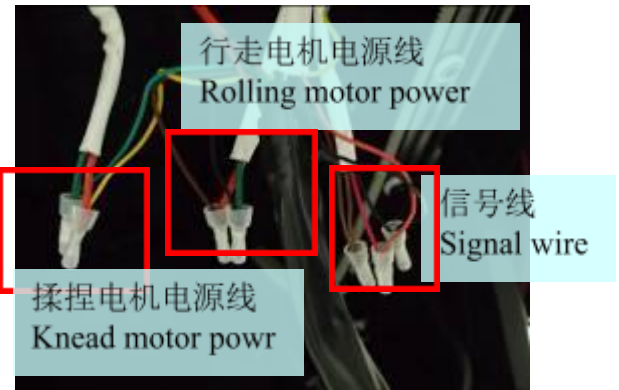 行走电机电源线
Rolling motor power
信号线
Signal wire
揉捏电机电源线
Knead motor powr